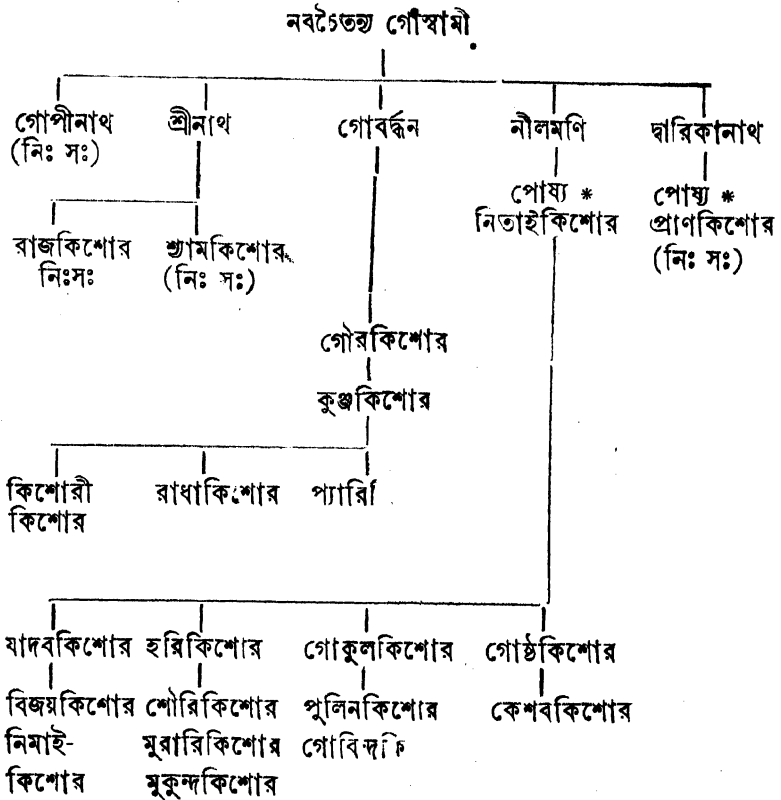 নবচৈতন্য গোস্বামী
গোপীনাথ শ্রীনাথ গোবর্দ্ধন নীলমণি দ্বারিকানাথ
(নিঃ সঃ)
পোষ্য * পোষ্য *
নিতাইকিশোর প্রাণকিশোর
(নিঃ সঃ)
রাজকিশোর শ্যামকিশোর
নিঃসঃ (নিঃ সঃ)
গৌরকিশোর
কুঞ্জকিশোর
কিশোরী রাধাকিশোর প্যারি
কিশোর
যাদবকিশোর হরিকিশোর গোকুলকিশোর গোষ্ঠকিশোর
বিজয়কিশোর শৌরিকিশোর পুলিনকিশোর কেশবকিশোর
নিমাই- মুরারিকিশোর
কিশোর মুকুন্দকিশোর